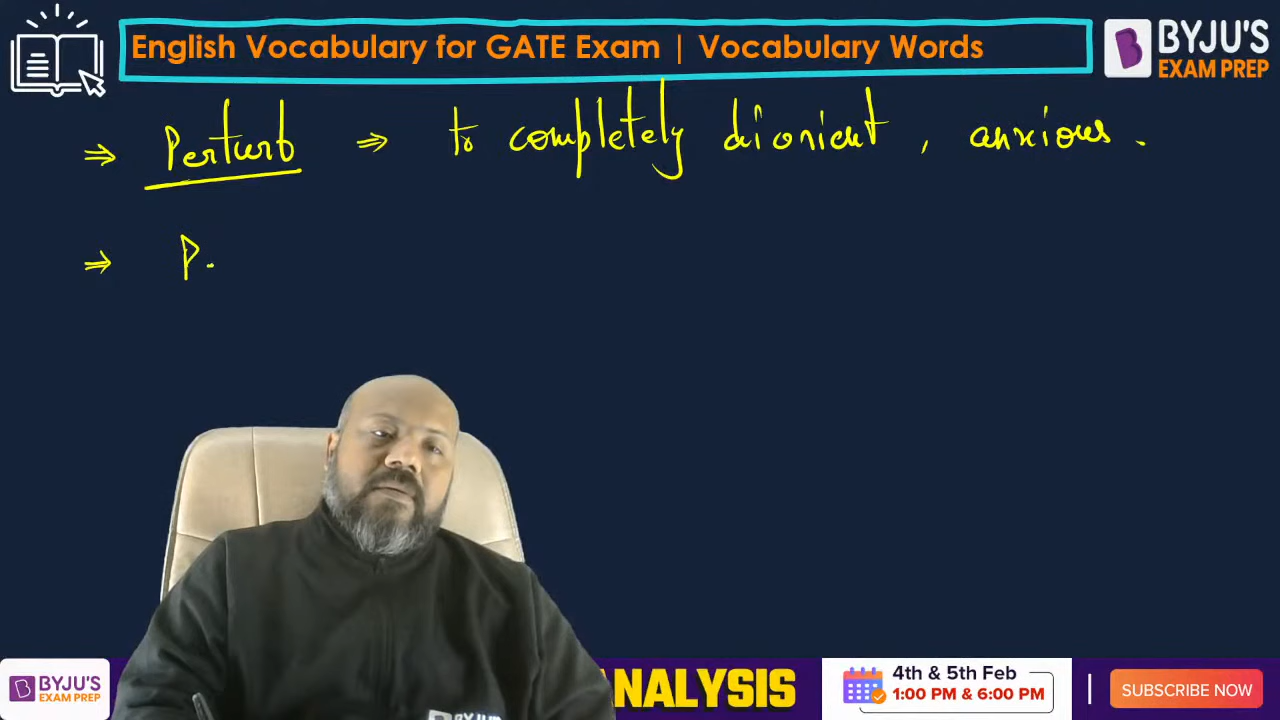 English Vocabulary for GATE Exam | Vocabulary Words
BYJU'S
EXAM PREP
⇒ Perturb ⇒ to completely disorient, anxious.
⇒ P.
BYJU'S
EXAM PREP
NALYSIS
4th & 5th Feb
1:00 PM & 6:00 PM
SUBSCRIBE NOW
BYJU'S